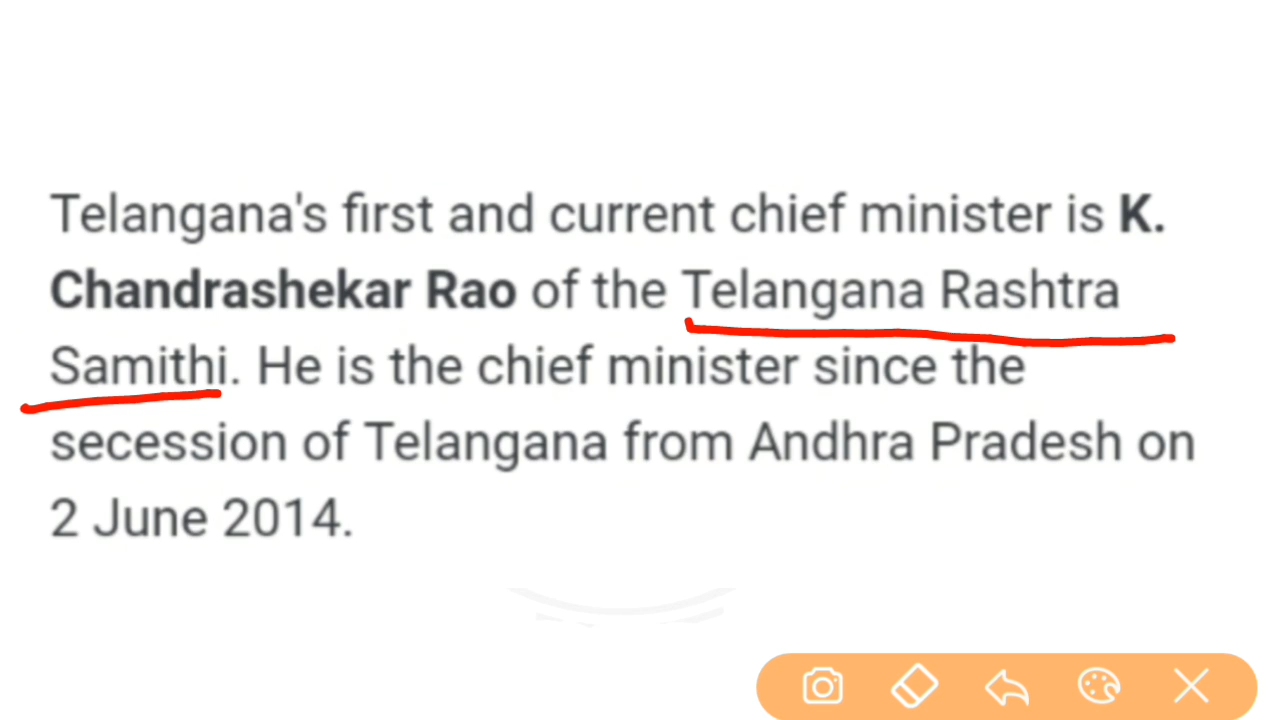 Telangana's first and current chief minister is K.
Chandrashekar Rao of the Telangana Rashtra
Samithi. He is the chief minister since the
secession of Telangana from Andhra Pradesh on
2 June 2014.